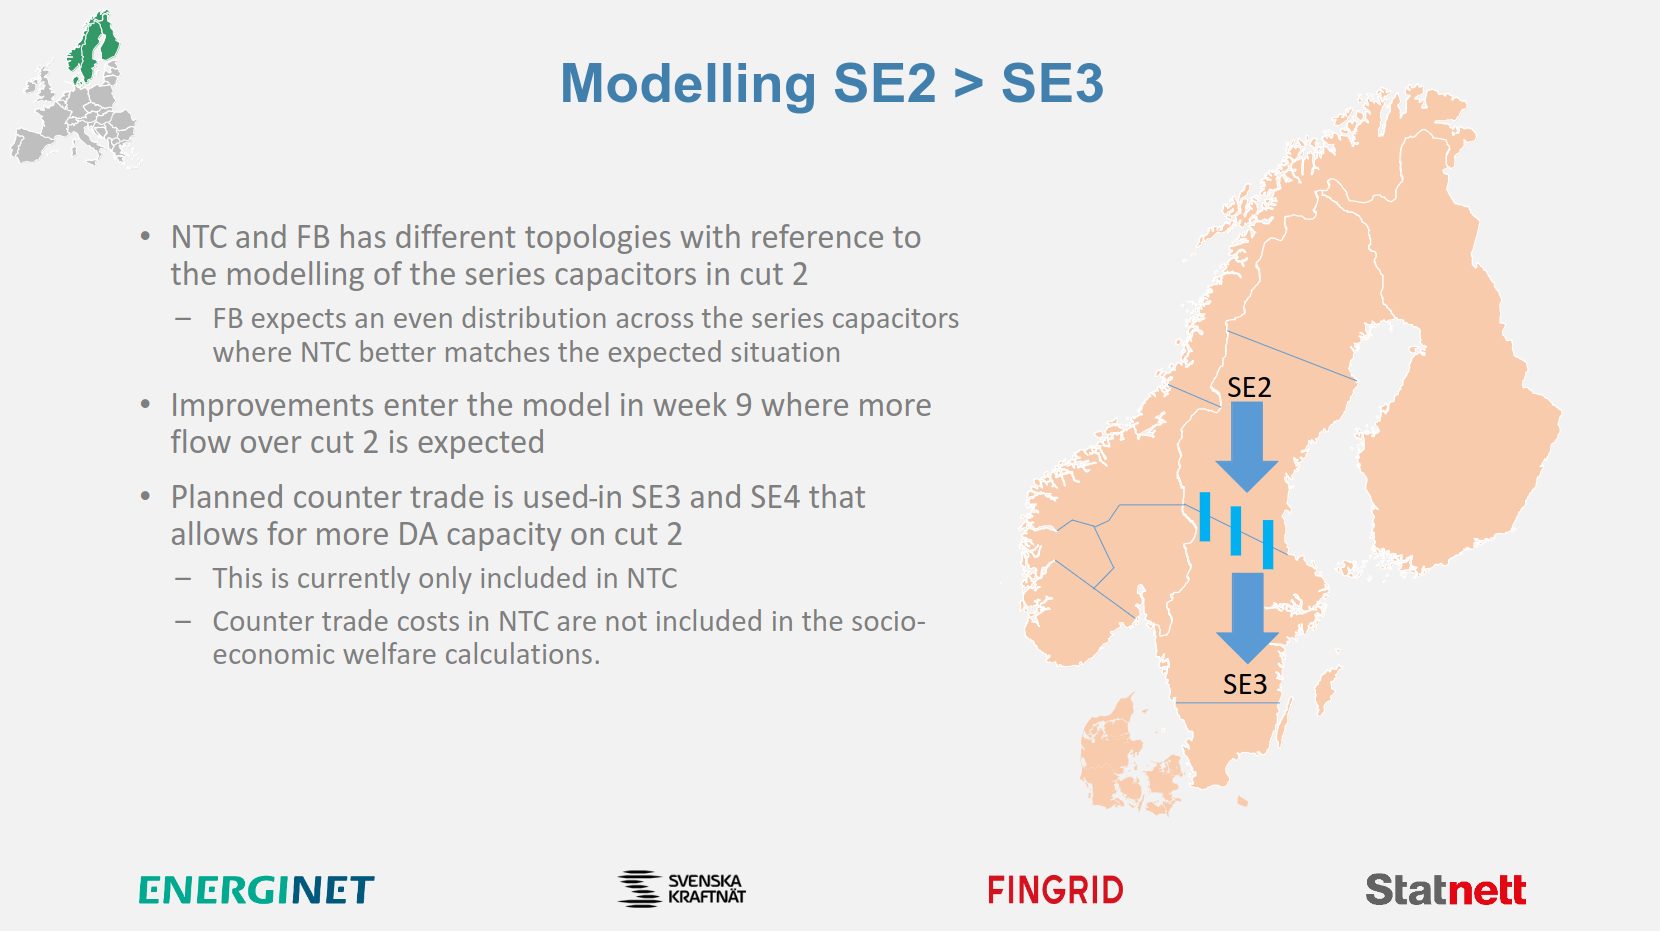 Modelling SE2 > SE3
• NTC and FB has different topologies with reference to
the modelling of the series capacitors in cut 2
– FB expects an even distribution across the series capacitors
where NTC better matches the expected situation
• Improvements enter the model in week 9 where more
flow over cut 2 is expected
• Planned counter trade is used-in SE3 and SE4 that
allows for more DA capacity on cut 2
– This is currently only included in NTC
– Counter trade costs in NTC are not included in the socio-
economic welfare calculations.
SE2
SE3
ENERGINET
SVENSKA
KRAFTNÄT
FINGRID
Statnett